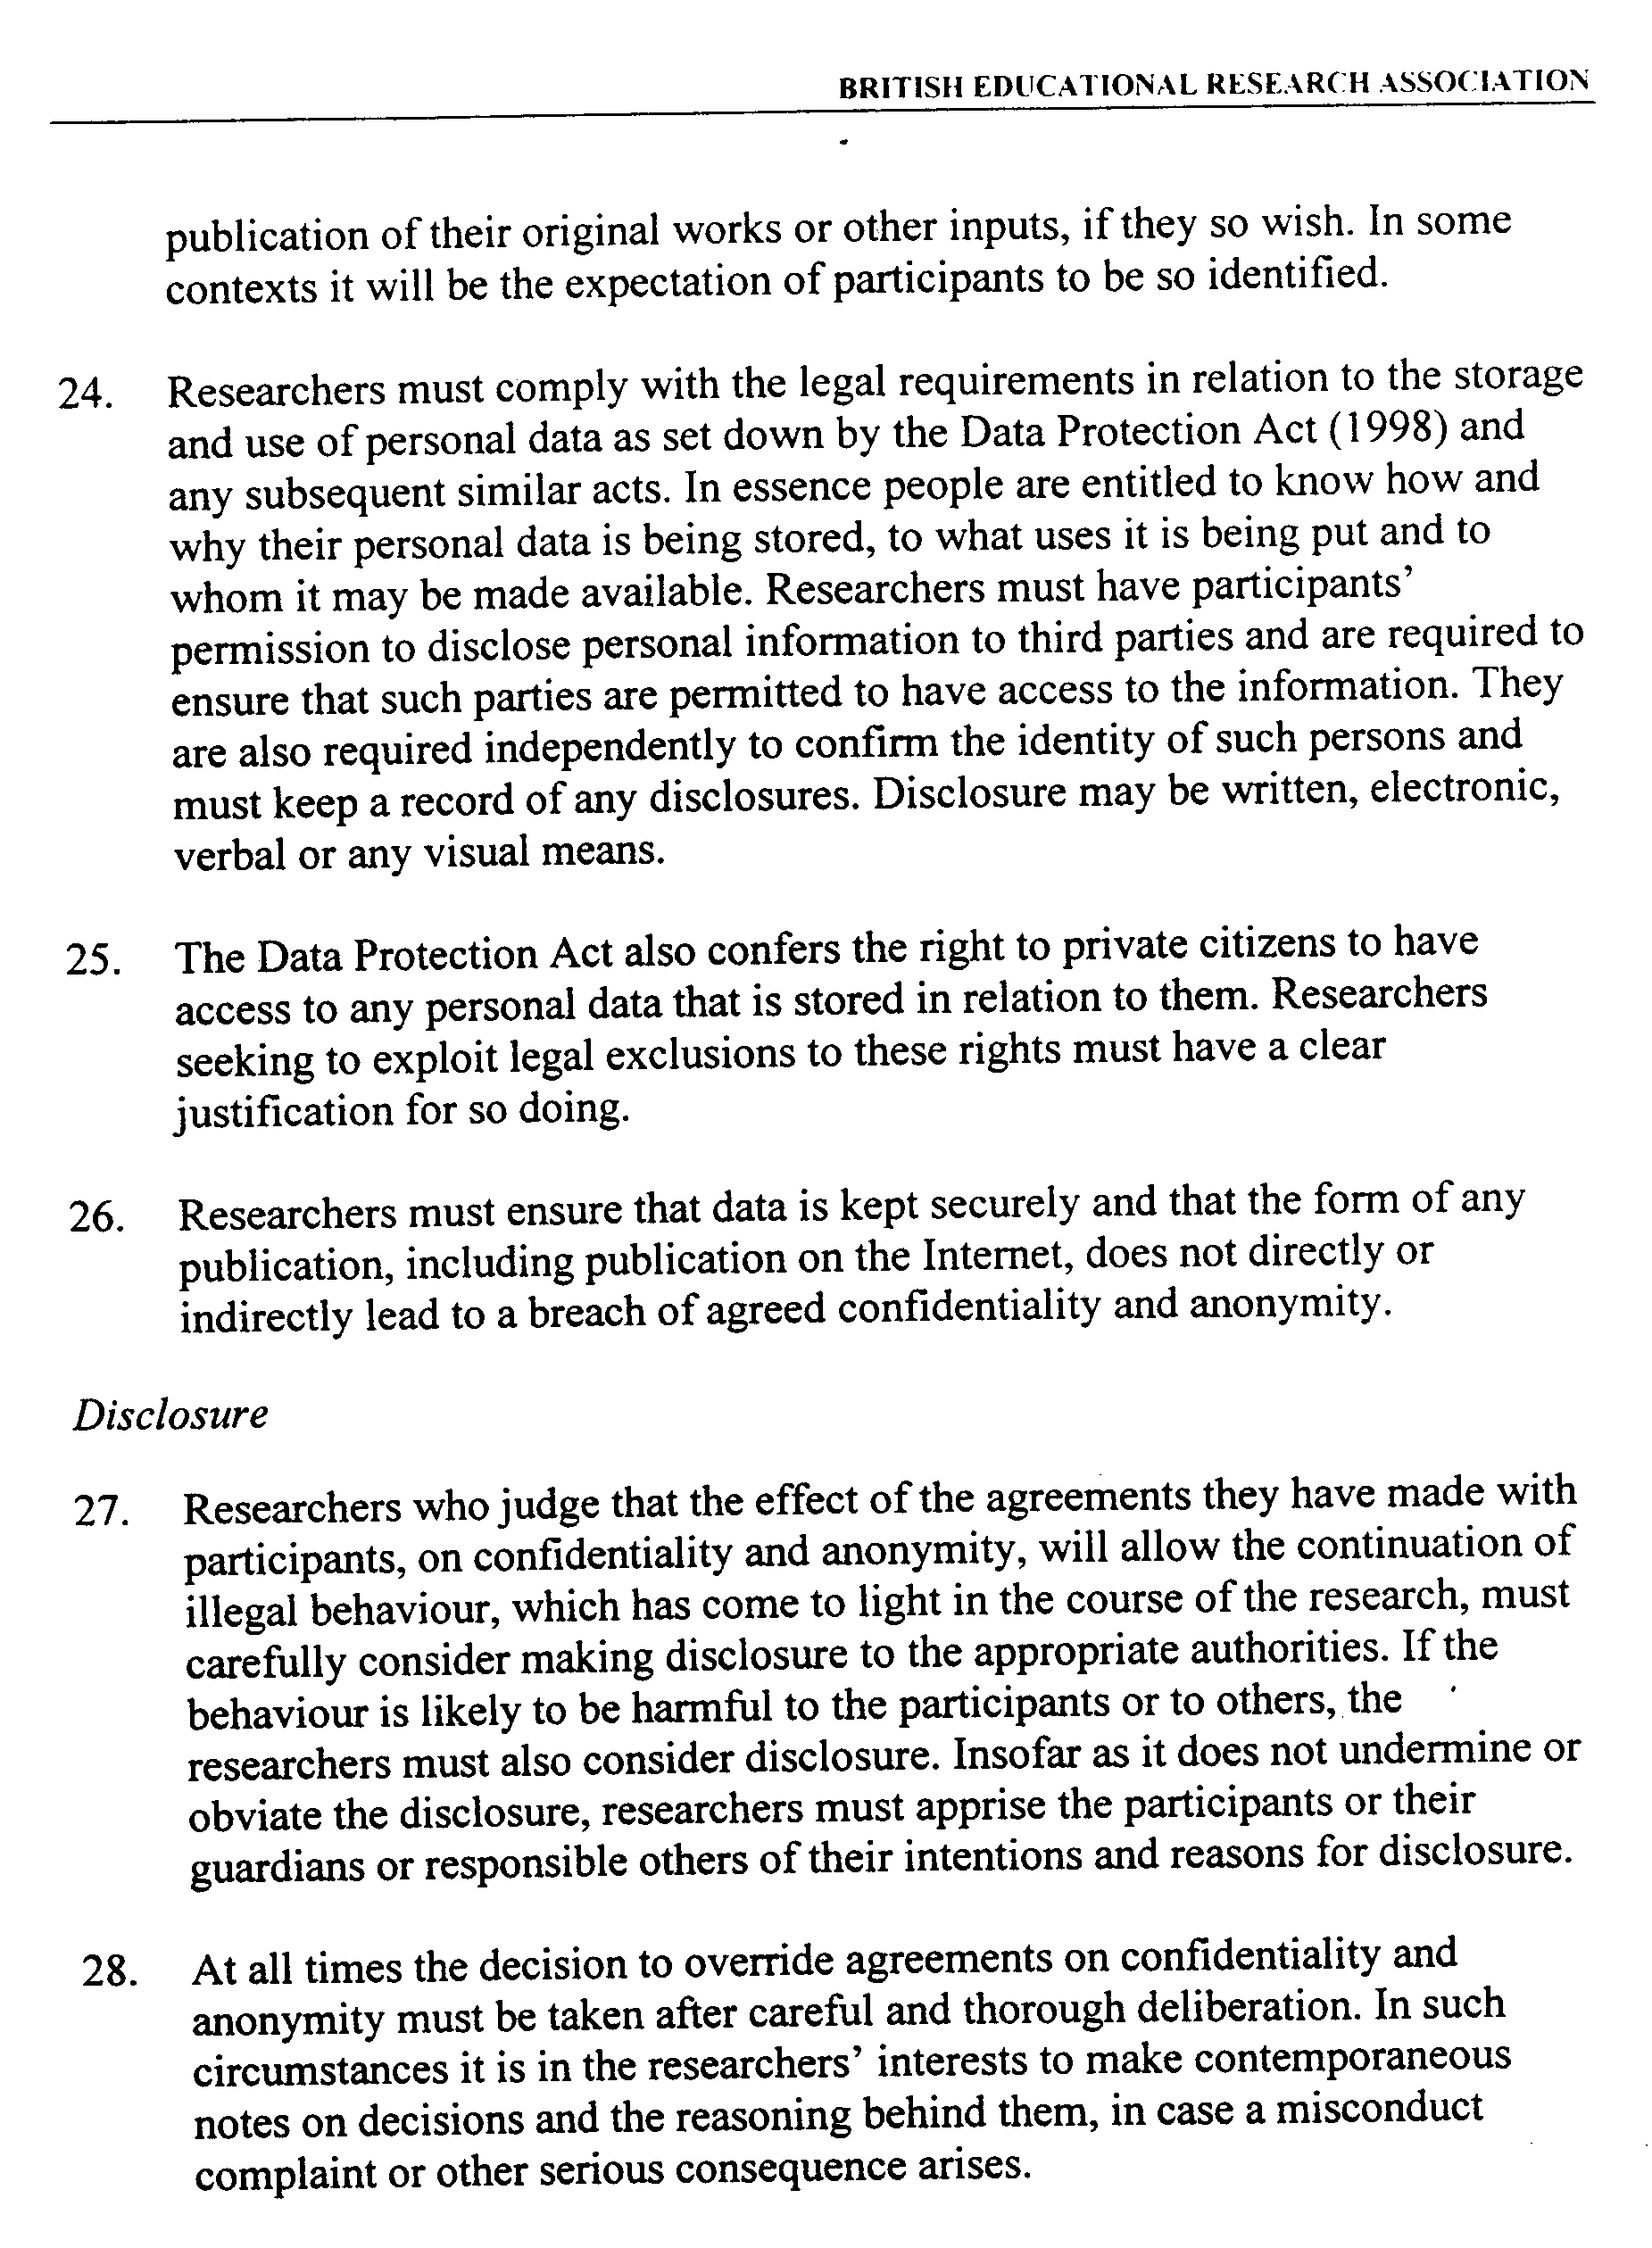 BRITISH EDUCATIONAL RESEARCH ASSOCIATION
publication of their original works or other inputs, if they so wish. In some
contexts it will be the expectation of participants to be so identified.
24. Researchers must comply with the legal requirements in relation to the storage
and use of personal data as set down by the Data Protection Act (1998) and
any subsequent similar acts. In essence people are entitled to know how and
why their personal data is being stored, to what uses it is being put and to
whom it may be made available. Researchers must have participants’
permission to disclose personal information to third parties and are required to
ensure that such parties are permitted to have access to the information. They
are also required independently to confirm the identity of such persons and
must keep a record of any disclosures. Disclosure may be written, electronic,
verbal or any visual means.
25. The Data Protection Act also confers the right to private citizens to have
access to any personal data that is stored in relation to them. Researchers
seeking to exploit legal exclusions to these rights must have a clear
justification for so doing.
26. Researchers must ensure that data is kept securely and that the form of any
publication, including publication on the Internet, does not directly or
indirectly lead to a breach of agreed confidentiality and anonymity.
Disclosure
27. Researchers who judge that the effect of the agreements they have made with
participants, on confidentiality and anonymity, will allow the continuation of
illegal behaviour, which has come to light in the course of the research, must
carefully consider making disclosure to the appropriate authorities. If the
behaviour is likely to be harmful to the participants or to others, the
researchers must also consider disclosure. Insofar as it does not undermine or
obviate the disclosure, researchers must apprise the participants or their
guardians or responsible others of their intentions and reasons for disclosure.
28. At all times the decision to override agreements on confidentiality and
anonymity must be taken after careful and thorough deliberation. In such
circumstances it is in the researchers’ interests to make contemporaneous
notes on decisions and the reasoning behind them, in case a misconduct
complaint or other serious consequence arises.